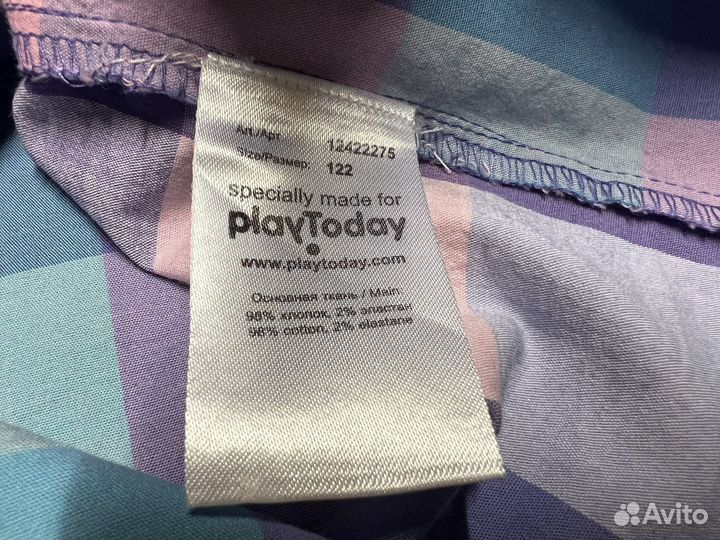 Art./Арт.: 12422275
Size/Размер: 122
specially made for
playToday
www.playtoday.com
Основная ткань / Main:
98% хлопок, 2% эластан
98% cotton, 2% elastane
Avito